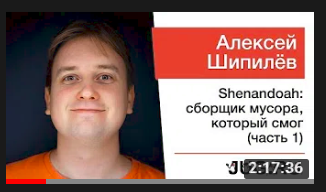 Алексей
Шипилёв
Shenandoah:
сборщик мусора,
который смог
(часть 1)
2:17:36